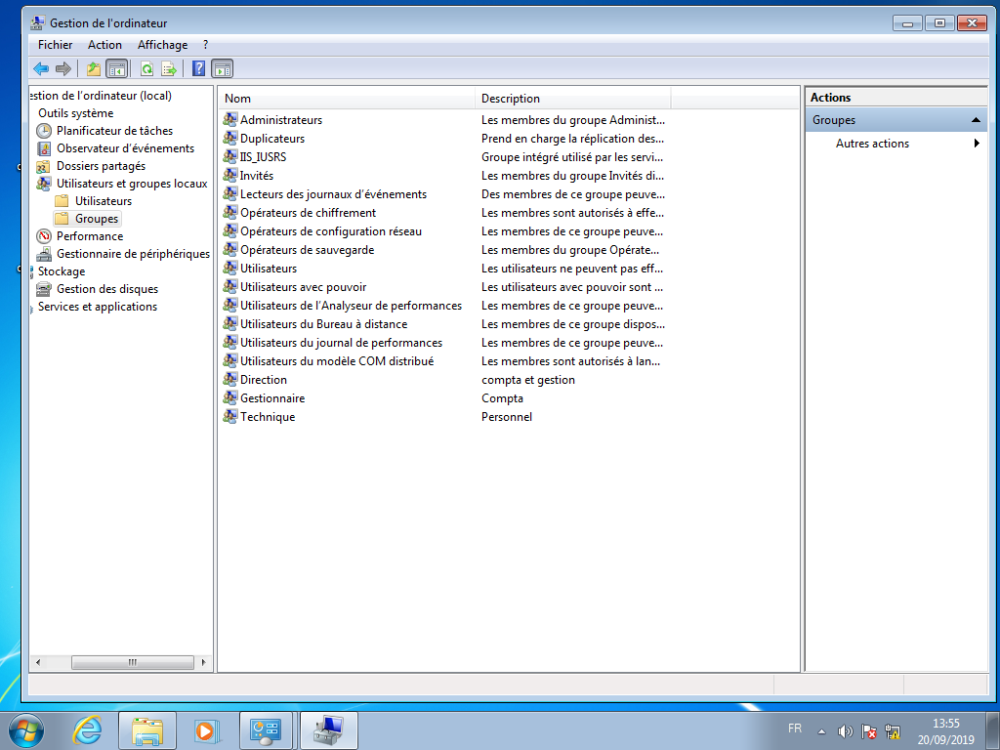 Gestion de l'ordinateur
Fichier Action Affichage ?
estion de l'ordinateur (local)
Outils système
Planificateur de tâches
Observateur d'événements
Dossiers partagés
Utilisateurs et groupes locaux
Utilisateurs
Groupes
Performance
Gestionnaire de périphériques
Stockage
Gestion des disques
Services et applications
Nom Description
Administrateurs Les membres du groupe Administ...
Duplicateurs Prend en charge la réplication des...
IIS_IUSRS Groupe intégré utilisé par les servi...
Invités Les membres du groupe Invités di...
Lecteurs des journaux d'événements Des membres de ce groupe peuve...
Opérateurs de chiffrement Les membres sont autorisés à effe...
Opérateurs de configuration réseau Les membres de ce groupe peuve...
Opérateurs de sauvegarde Les membres du groupe Opérate...
Utilisateurs Les utilisateurs ne peuvent pas eff...
Utilisateurs avec pouvoir Les utilisateurs avec pouvoir sont ...
Utilisateurs de l'Analyseur de performances Les membres de ce groupe peuve...
Utilisateurs du Bureau à distance Les membres de ce groupe dispos...
Utilisateurs du journal de performances Les membres de ce groupe peuve...
Utilisateurs du modèle COM distribué Les membres sont autorisés à lan...
Direction compta et gestion
Gestionnaire Compta
Technique Personnel
Actions
Groupes
Autres actions
FR
13:55
20/09/2019